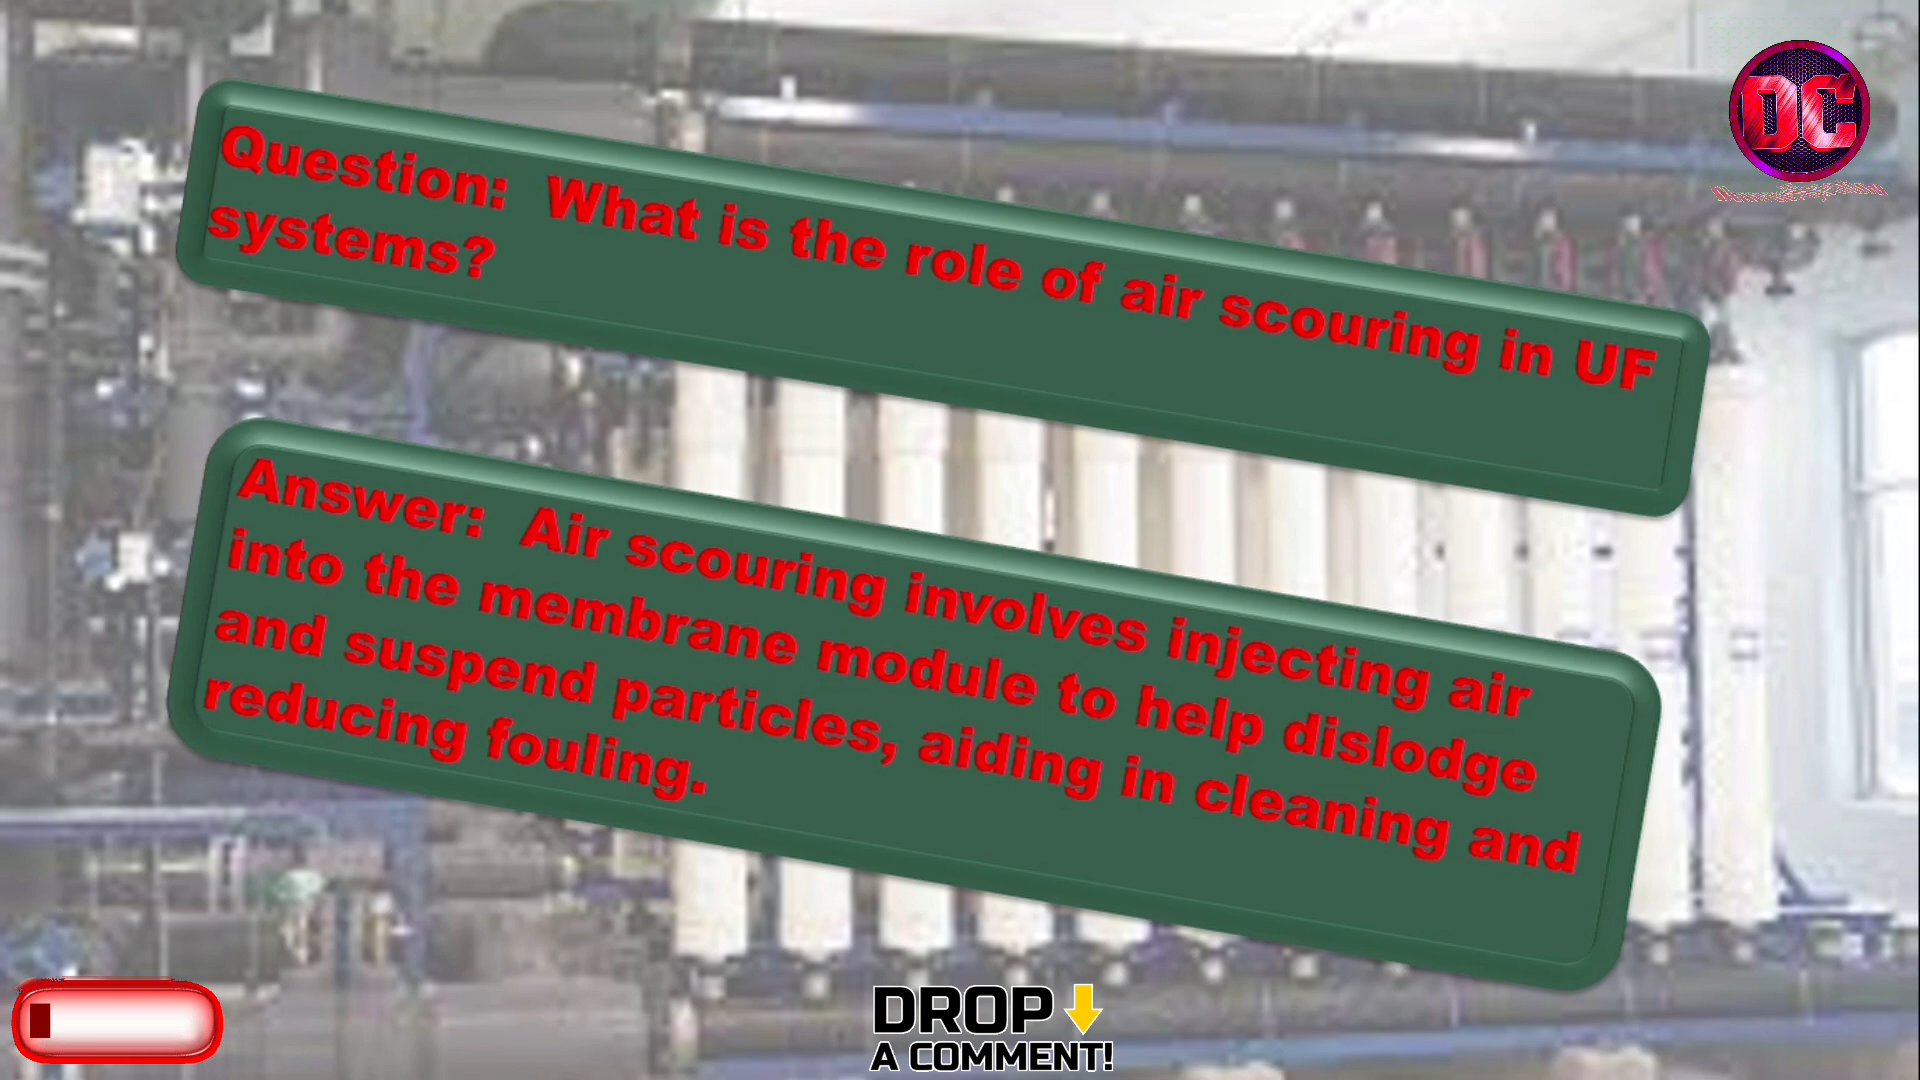 DC
Question:  What is the role of air scouring in UF
systems?
Answer:  Air scouring involves injecting air
into the membrane module to help dislodge
and suspend particles, aiding in cleaning and
reducing fouling.
DROP
A COMMENT!